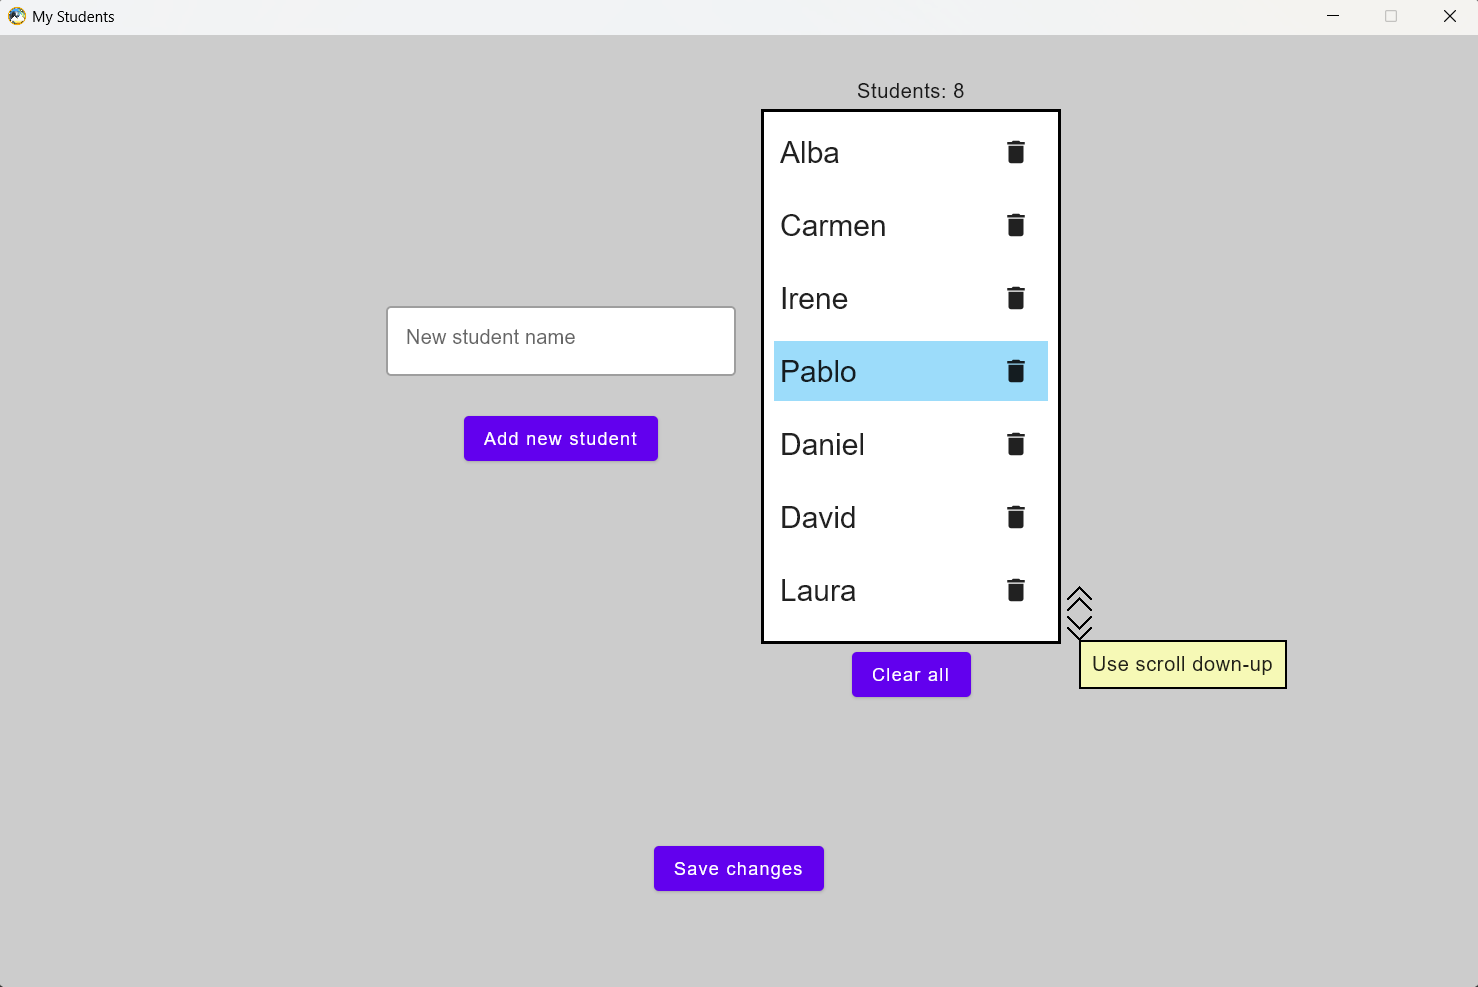 My Students
Students: 8
Alba
Carmen
Irene
Pablo
Daniel
David
Laura
New student name
Add new student
Use scroll down-up
Clear all
Save changes